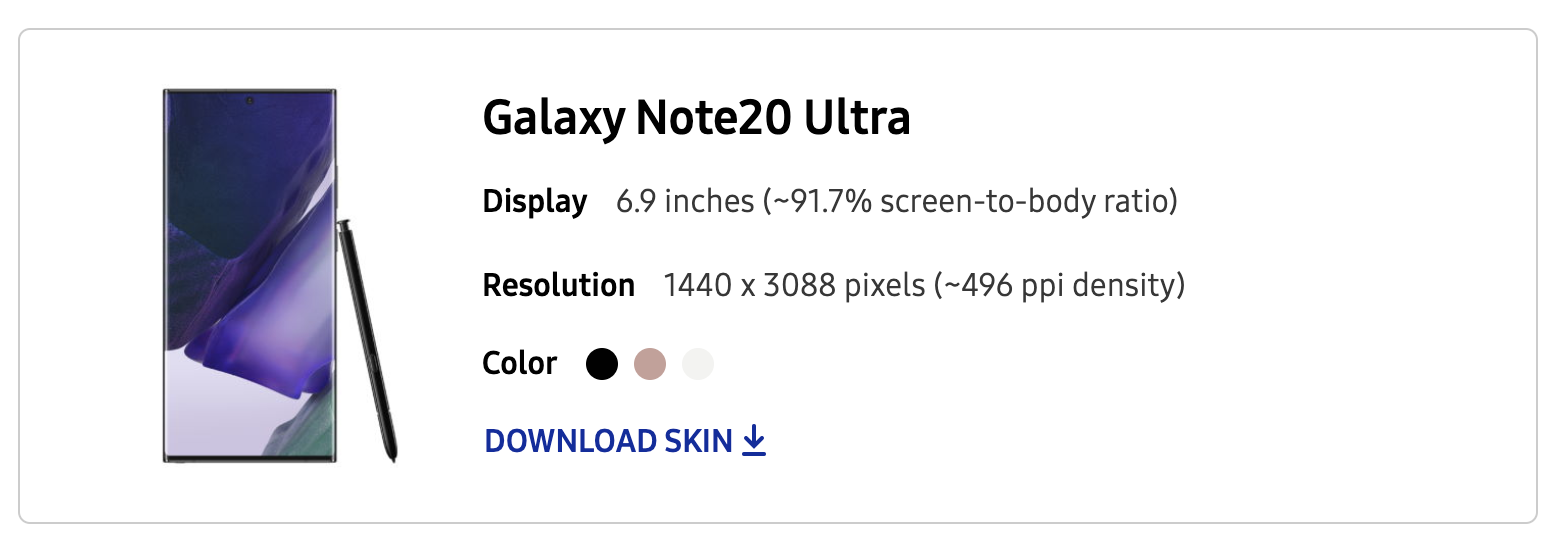 Galaxy Note20 Ultra
Display 6.9 inches (~91.7% screen-to-body ratio)
Resolution 1440 x 3088 pixels (~496 ppi density)
Color
DOWNLOAD SKIN